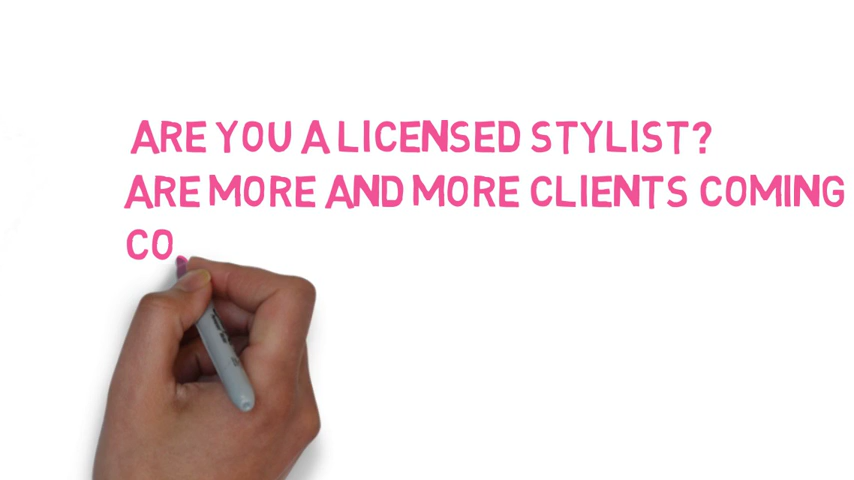 ARE YOU A LICENSED STYLIST?
ARE MORE AND MORE CLIENTS COMING
CO